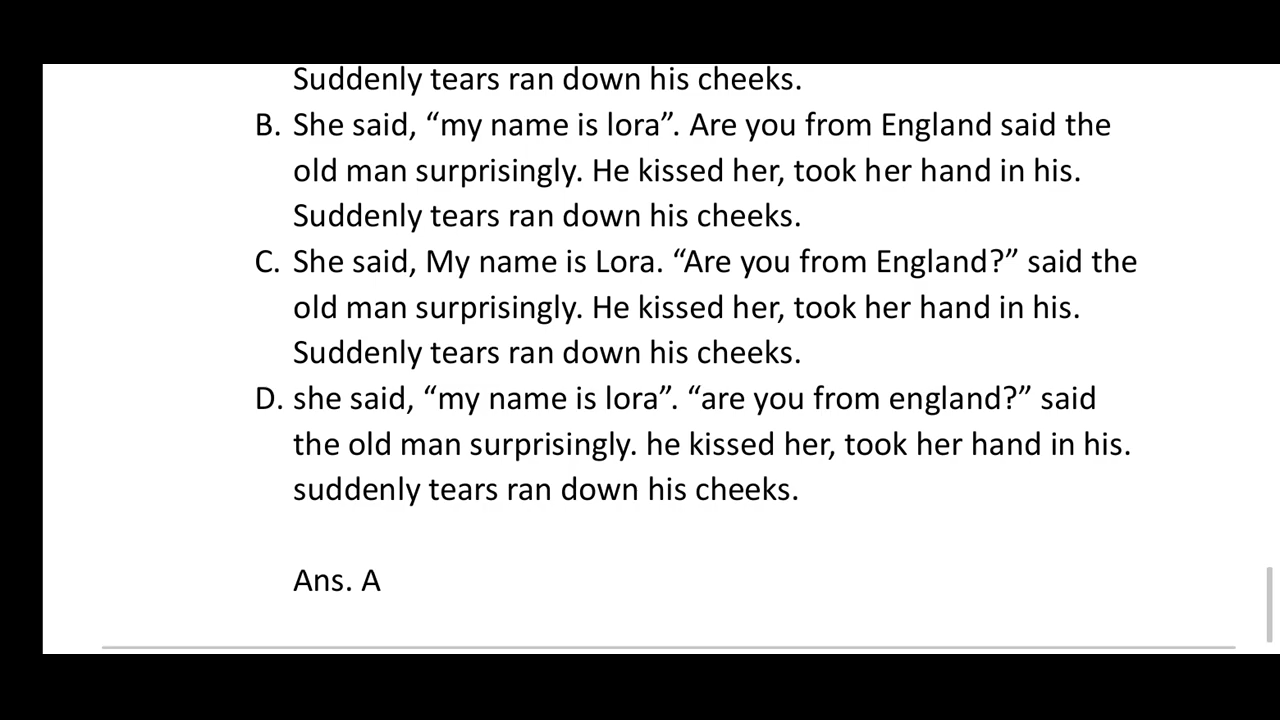 Suddenly tears ran down his cheeks.
B. She said, “my name is lora”. Are you from England said the
old man surprisingly. He kissed her, took her hand in his.
Suddenly tears ran down his cheeks.
C. She said, My name is Lora. “Are you from England?” said the
old man surprisingly. He kissed her, took her hand in his.
Suddenly tears ran down his cheeks.
D. she said, “my name is lora”. “are you from england?” said
the old man surprisingly. he kissed her, took her hand in his.
suddenly tears ran down his cheeks.
Ans. A